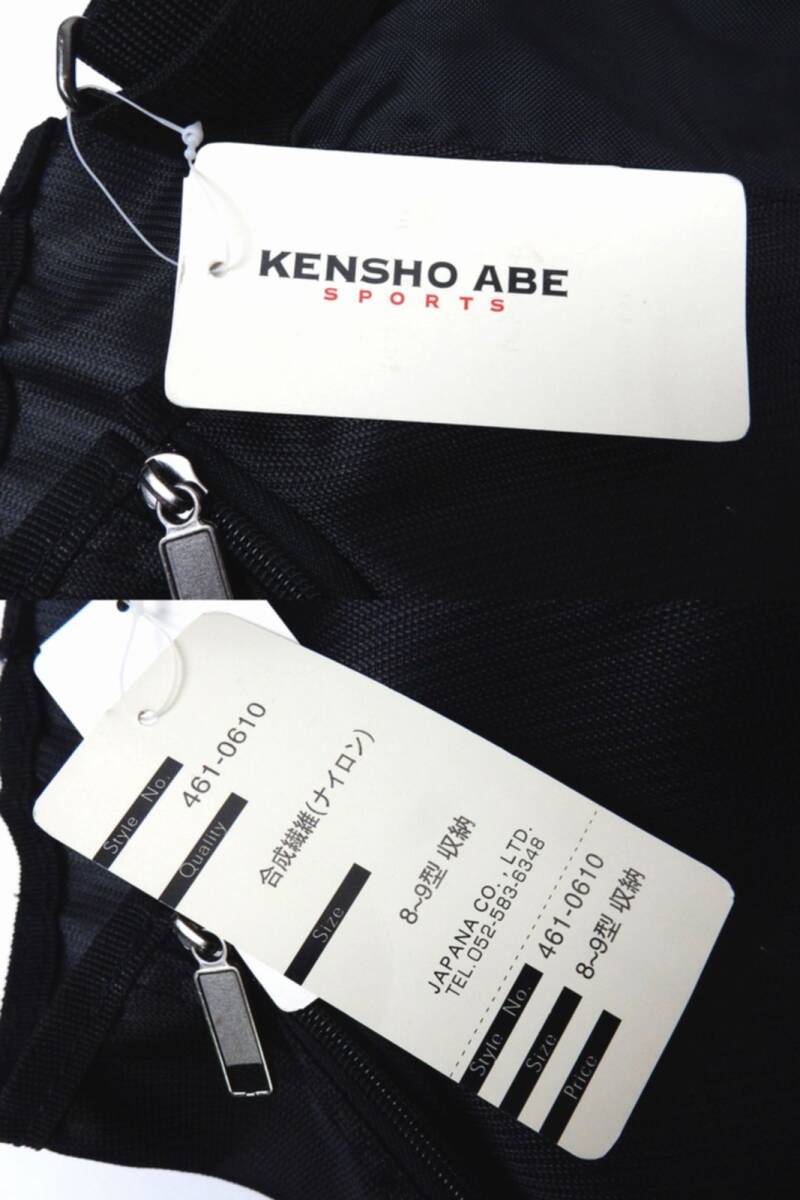 KENSHO ABE
SPORTS
Style No.
461-0610
Quality
合成繊維(ナイロン)
Size
8~9型 収納
JAPANA CO., LTD.
TEL.052-583-6348
Style No.
461-0610
Size
8~9型 収納
Price